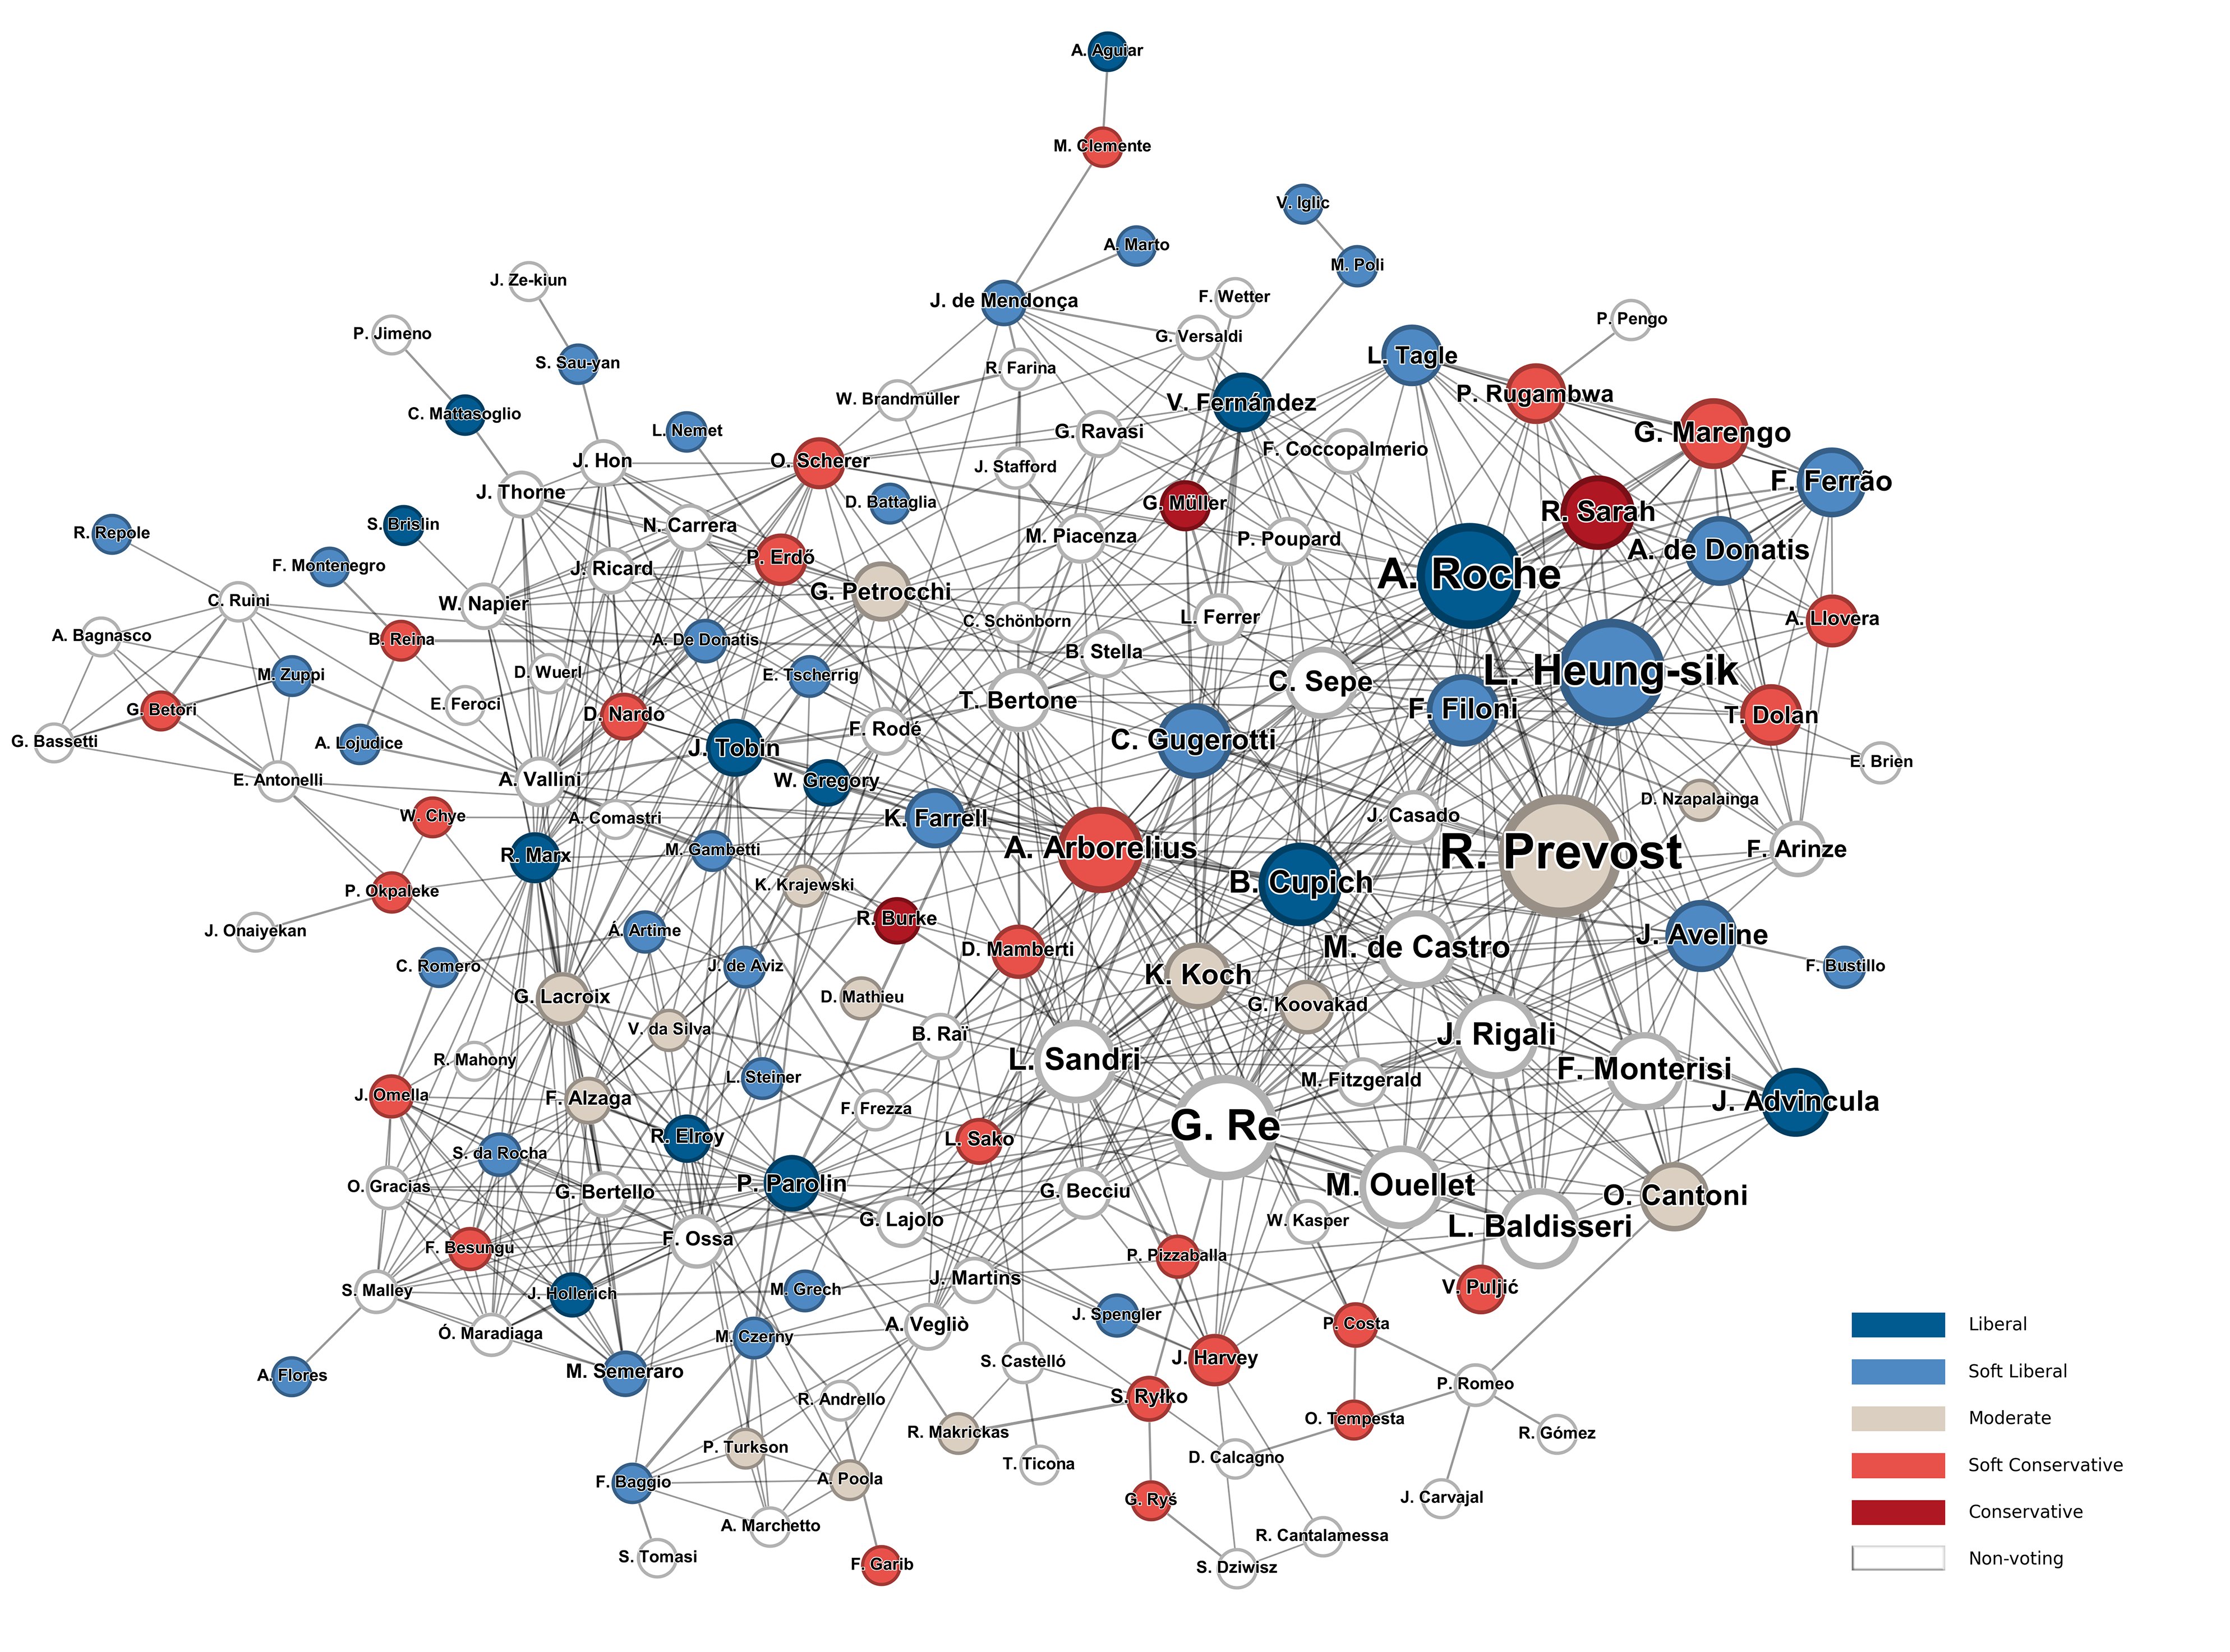 A. Aguiar
M. Clemente
V. Iglic
A. Marto
M. Poli
J. Ze-kiun
F. Wetter
J. de Mendonça
P. Pengo
P. Jimeno
G. Versaldi
L. Tagle
S. Sau-yan
R. Farina
P. Rugambwa
W. Brandmüller
V. Fernández
C. Mattasoglio
L. Nemet
G. Ravasi
G. Marengo
F. Coccopalmerio
J. Hon
O. Scherer
J. Stafford
F. Ferrão
J. Thorne
D. Battaglia
G. Müller
R. Sarah
S. Brislin
N. Carrera
R. Repole
M. Piacenza
P. Poupard
A. de Donatis
P. Erdő
F. Montenegro
J. Ricard
A. Roche
G. Petrocchi
C. Ruini
W. Napier
L. Ferrer
A. Llovera
C. Schönborn
A. Bagnasco
B. Reina
A. De Donatis
B. Stella
D. Wuerl
M. Zuppi
E. Tscherrig
L. Heung-sik
C. Sepe
T. Bertone
E. Feroci
G. Betori
D. Nardo
F. Filoni
T. Dolan
F. Rodé
G. Bassetti
A. Lojudice
J. Tobin
C. Gugerotti
E. Brien
E. Antonelli
A. Vallini
W. Gregory
D. Nzapalainga
W. Chye
A. Comastri
K. Farrell
J. Casado
M. Gambetti
A. Arborelius
R. Prevost
F. Arinze
R. Marx
K. Krajewski
B. Cupich
P. Okpaleke
R. Burke
J. Onaiyekan
Á. Artime
J. Aveline
D. Mamberti
M. de Castro
C. Romero
J. de Aviz
K. Koch
F. Bustillo
G. Lacroix
D. Mathieu
G. Koovakad
V. da Silva
B. Raï
J. Rigali
R. Mahony
L. Sandri
F. Monterisi
L. Steiner
M. Fitzgerald
J. Omella
F. Alzaga
F. Frezza
J. Advincula
G. Re
R. Elroy
L. Sako
S. da Rocha
O. Gracias
G. Bertello
P. Parolin
G. Becciu
M. Ouellet
O. Cantoni
G. Lajolo
W. Kasper
L. Baldisseri
F. Besungu
F. Ossa
P. Pizzaballa
J. Martins
S. Malley
J. Hollerich
M. Grech
V. Puljić
J. Spengler
A. Vegliò
P. Costa
Liberal
Ó. Maradiaga
M. Czerny
J. Harvey
S. Castelló
A. Flores
M. Semeraro
Soft Liberal
P. Romeo
R. Andrello
S. Ryłko
O. Tempesta
Moderate
R. Makrickas
R. Gómez
P. Turkson
D. Calcagno
T. Ticona
Soft Conservative
F. Baggio
A. Poola
G. Ryś
J. Carvajal
Conservative
A. Marchetto
R. Cantalamessa
S. Tomasi
F. Garib
S. Dziwisz
Non-voting